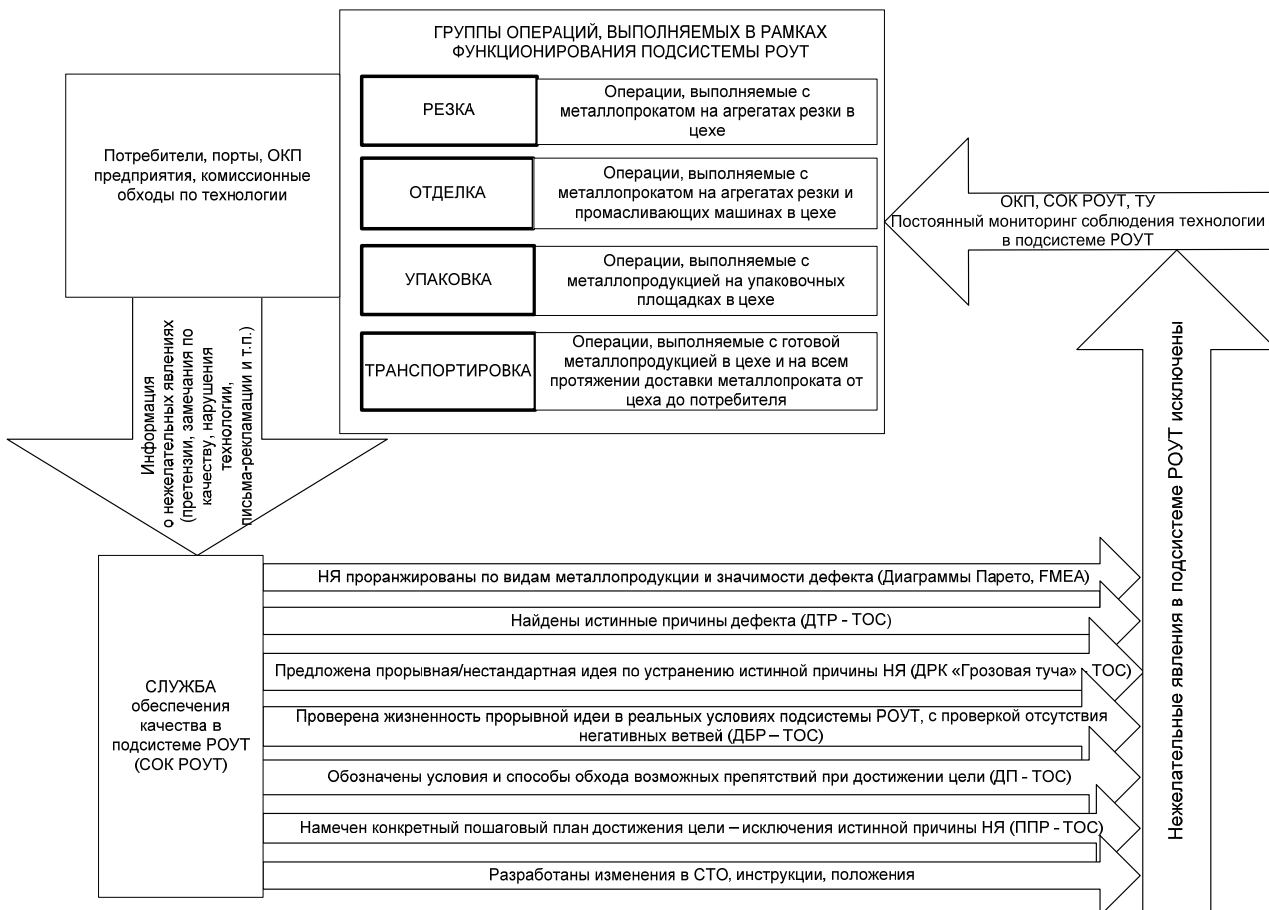 ГРУППЫ ОПЕРАЦИЙ, ВЫПОЛНЯЕМЫХ В РАМКАХ
ФУНКЦИОНИРОВАНИЯ ПОДСИСТЕМЫ РОУТ
РЕЗКА
Операции, выполняемые с
металлопрокатом на агрегатах резки в
цехе
ОТДЕЛКА
Операции, выполняемые с
металлопрокатом на агрегатах резки и
промасливающих машинах в цехе
УПАКОВКА
Операции, выполняемые с
металлопродукцией на упаковочных
площадках в цехе
ТРАНСПОРТИРОВКА
Операции, выполняемые с готовой
металлопродукцией в цехе и на всем
протяжении доставки металлопроката от
цеха до потребителя
Потребители, порты, ОКП
предприятия, комиссионные
обходы по технологии
ОКП, СОК РОУТ, ТУ
Постоянный мониторинг соблюдения технологии
в подсистеме РОУТ
Информация
о нежелательных явлениях
(претензии, замечания по
качеству, нарушения
технологии,
письма-рекламации и т.п.)
Нежелательные явления в подсистеме РОУТ исключены
СЛУЖБА
обеспечения
качества в
подсистеме РОУТ
(СОК РОУТ)
НЯ проранжированы по видам металлопродукции и значимости дефекта (Диаграммы Парето, FMEA)
Найдены истинные причины дефекта (ДТР - ТОС)
Предложена прорывная/нестандартная идея по устранению истинной причины НЯ (ДРК «Грозовая туча» - ТОС)
Проверена жизненность прорывной идеи в реальных условиях подсистемы РОУТ, с проверкой отсутствия
негативных ветвей (ДБР – ТОС)
Обозначены условия и способы обхода возможных препятствий при достижении цели (ДП - ТОС)
Намечен конкретный пошаговый план достижения цели – исключения истинной причины НЯ (ППР - ТОС)
Разработаны изменения в СТО, инструкции, положения